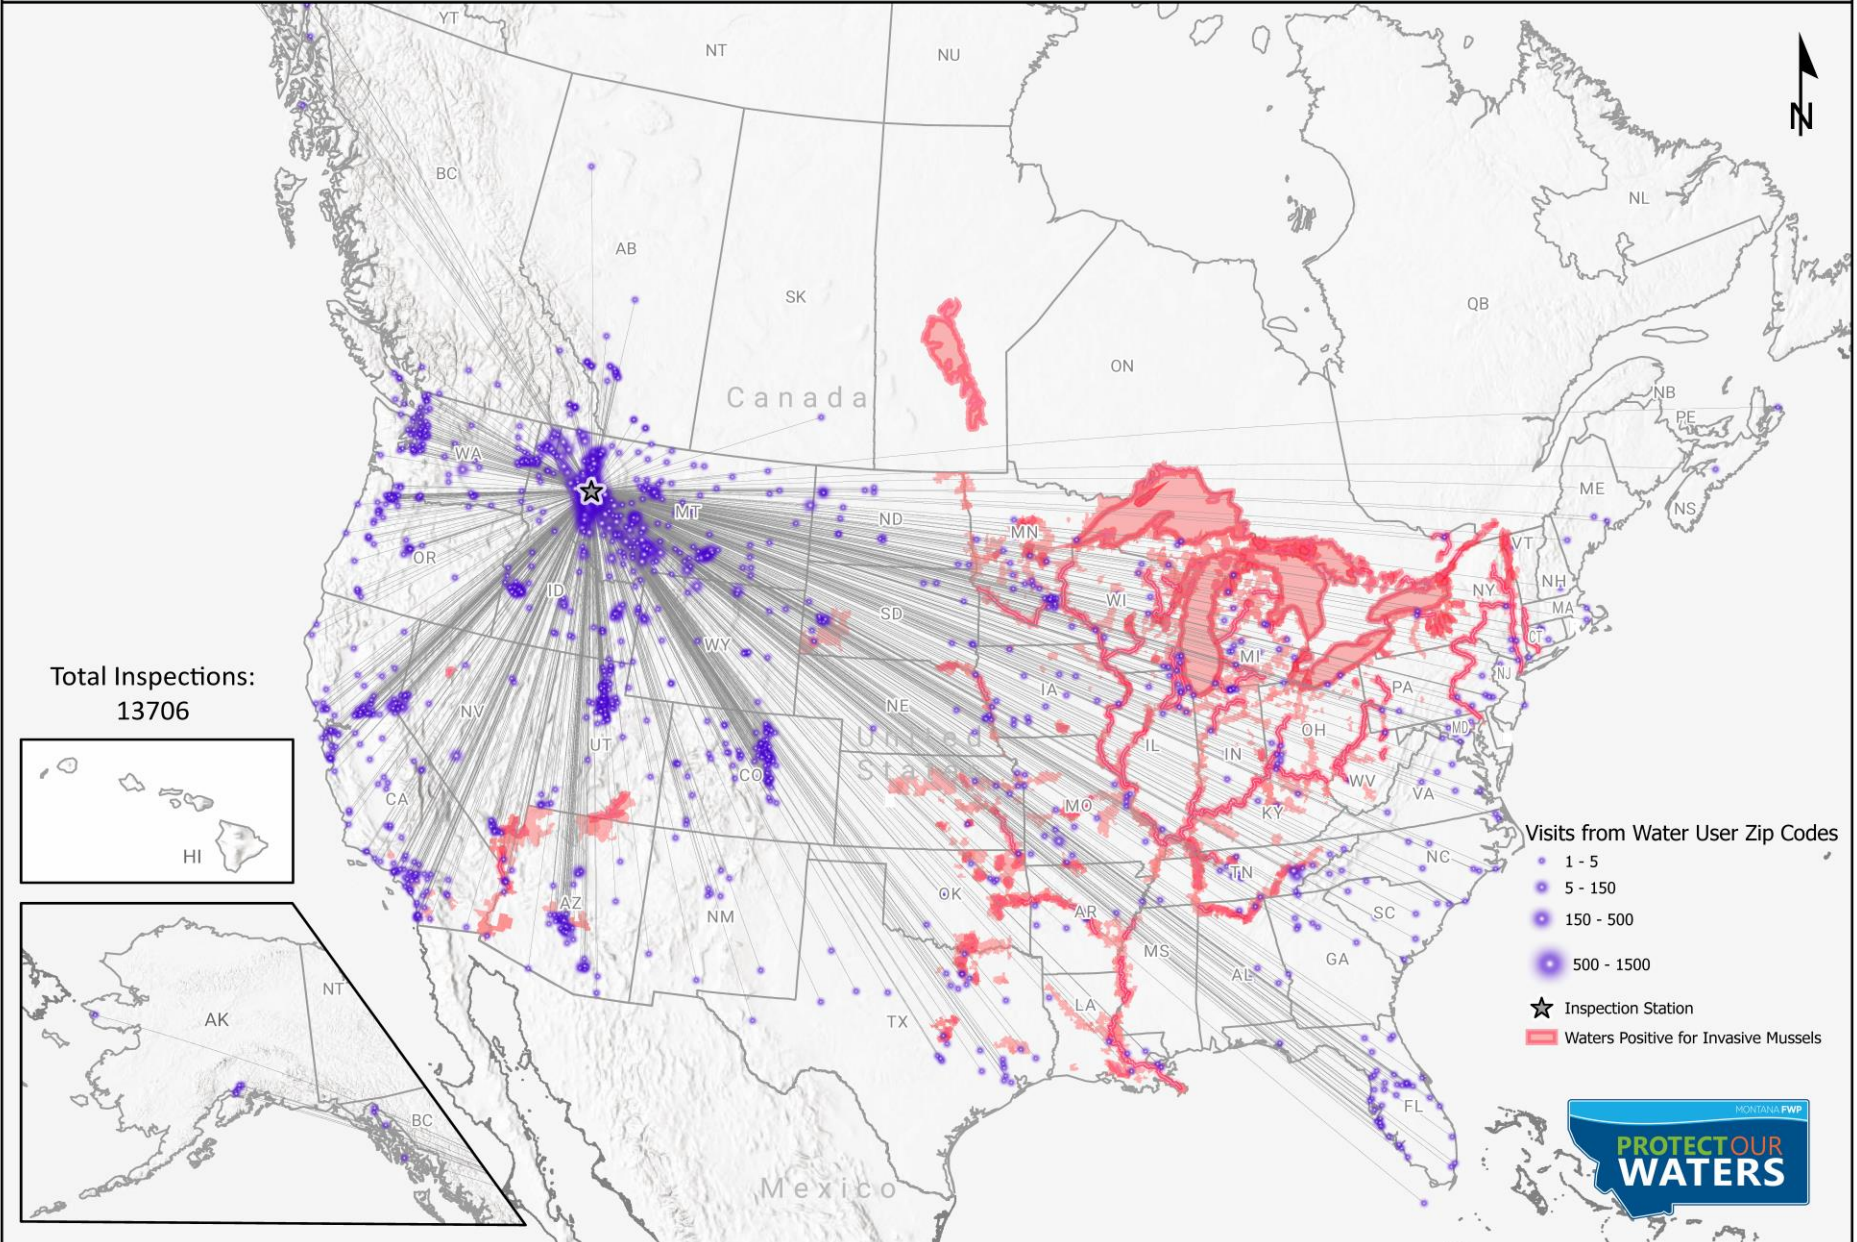 YT
NT
NU
N
BC
NL
AB
SK
QB
ON
Canada
NB
PE
WA
ME
NS
MT
ND
MN
VT
OR
NH
NY
ID
WI
MA
SD
CT
WY
MI
Total Inspections:
13706
NJ
PA
IA
NE
NV
MD
OH
United
States
UT
IL
IN
CO
WV
VA
CA
MO
KY
HI
Visits from Water User Zip Codes
NC
1 - 5
TN
5 - 150
OK
AZ
AR
NM
SC
150 - 500
MS
GA
500 - 1500
AL
NT
LA
Inspection Station
AK
TX
Waters Positive for Invasive Mussels
FL
MONTANA FWP
BC
PROTECT OUR
WATERS
Mexico